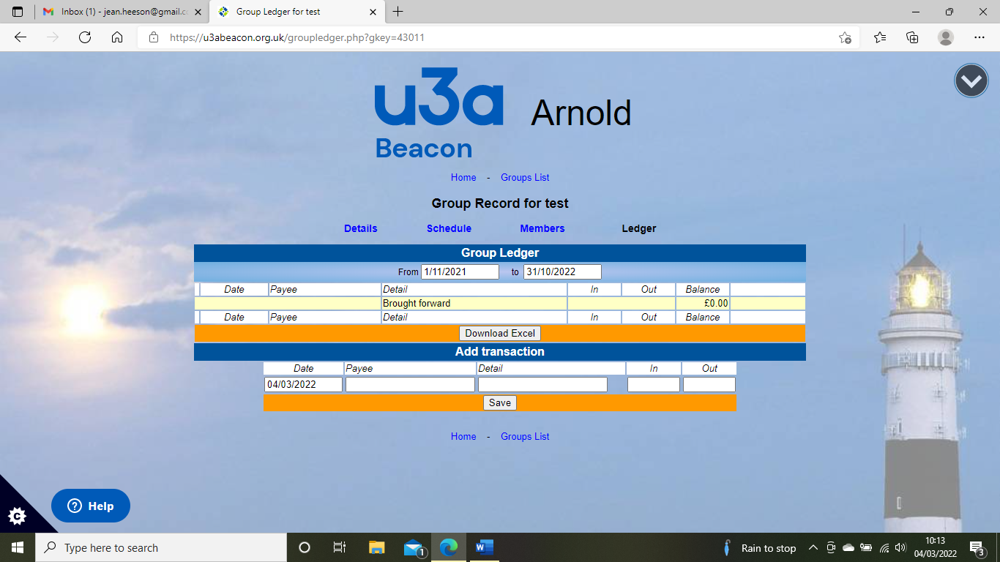 Inbox (1) - jean.heeson@gmail.c
Group Ledger for test
https://u3abeacon.org.uk/groupledger.php?gkey=43011
u3a Arnold
Beacon
Home - Groups List
Group Record for test
Details Schedule Members Ledger
Group Ledger
From 1/11/2021 to 31/10/2022
Date Payee Detail In Out Balance
Brought forward £0.00
Date Payee Detail In Out Balance
Download Excel
Add transaction
Date Payee Detail In Out
04/03/2022
Save
Home - Groups List
C
? Help
Type here to search
1
W
Rain to stop
10:13
04/03/2022
3